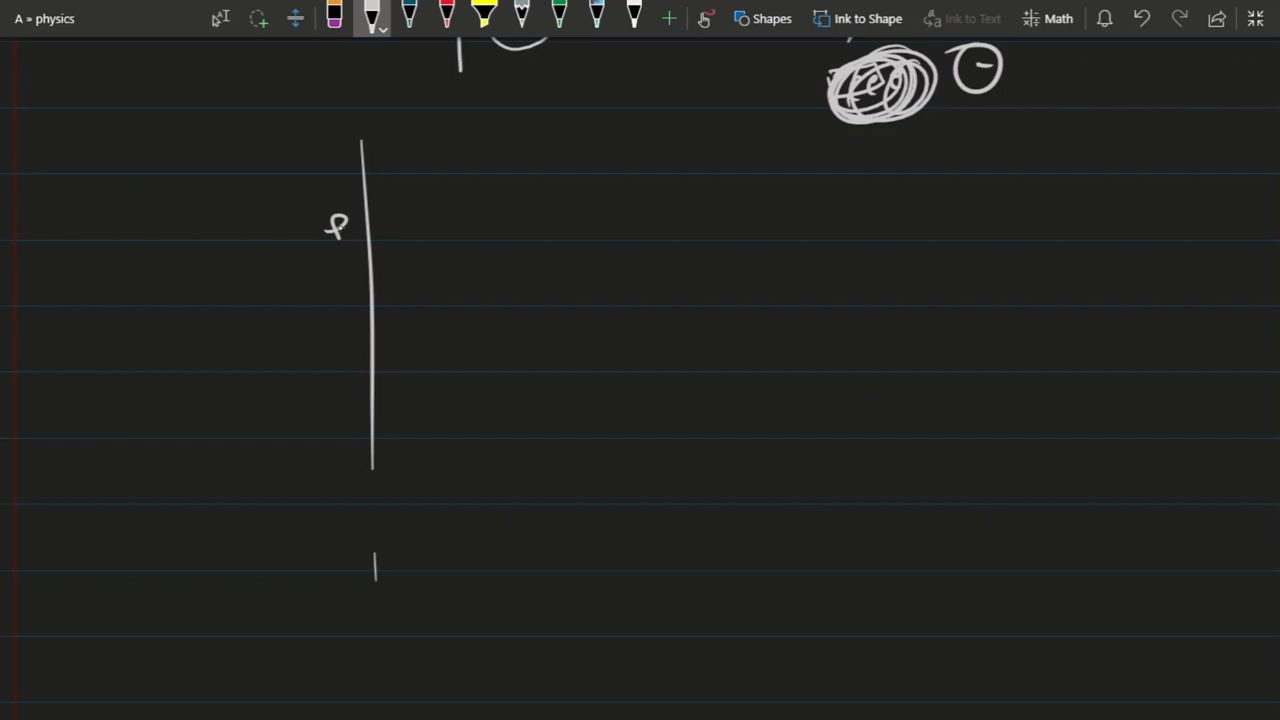 A » physics
Shapes
Ink to Shape
Ink to Text
Math